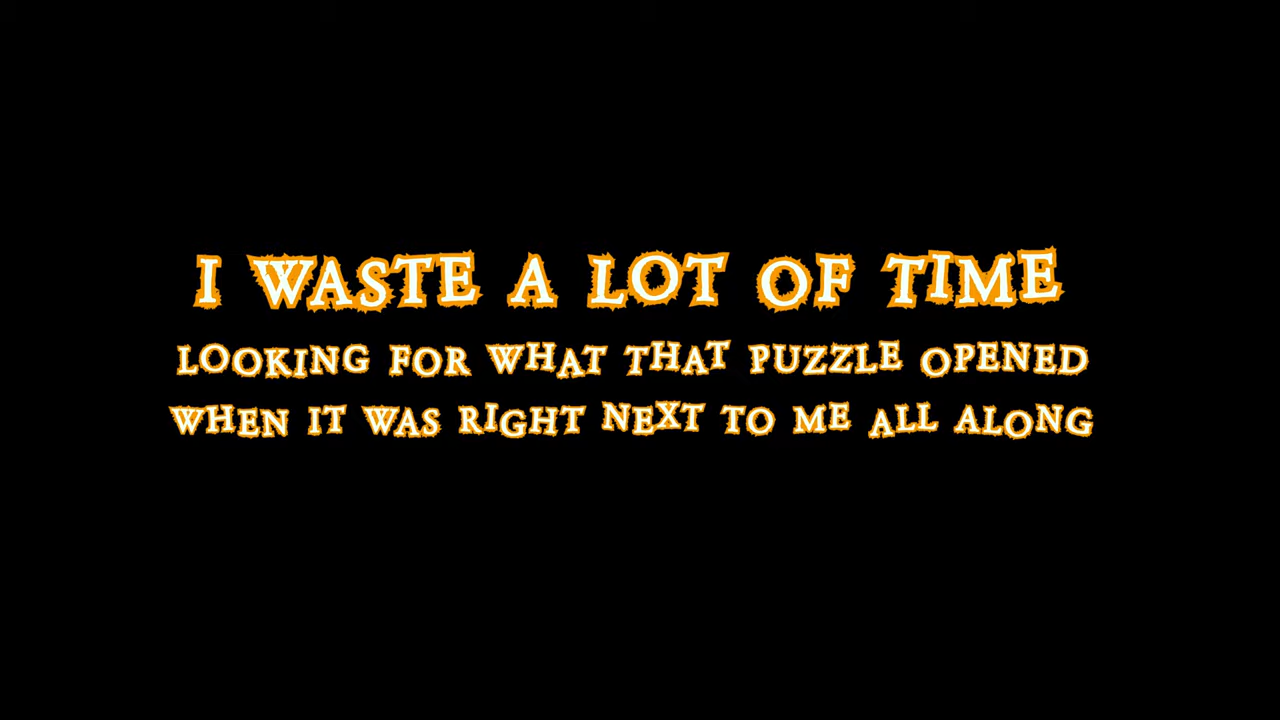 I WASTE A LOT OF TIME
LOOKING FOR WHAT THAT PUZZLE OPENED
WHEN IT WAS RIGHT NEXT TO ME ALL ALONG